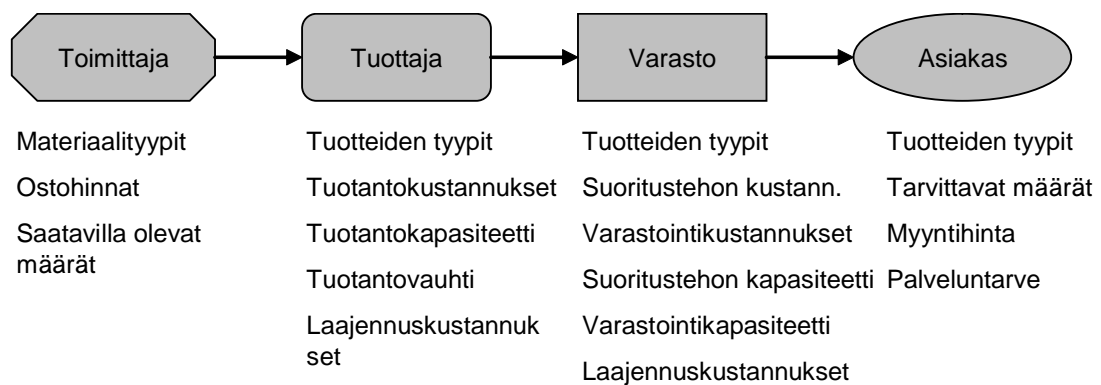 Toimittaja
Tuottaja
Varasto
Asiakas
Materiaalityypit
Ostohinnat
Saatavilla olevat
määrät
Tuotteiden tyypit
Tuotantokustannukset
Tuotantokapasiteetti
Tuotantovauhti
Laajennuskustannuk
set
Tuotteiden tyypit
Suoritustehon kustann.
Varastointikustannukset
Suoritustehon kapasiteetti
Varastointikapasiteetti
Laajennuskustannukset
Tuotteiden tyypit
Tarvittavat määrät
Myyntihinta
Palveluntarve